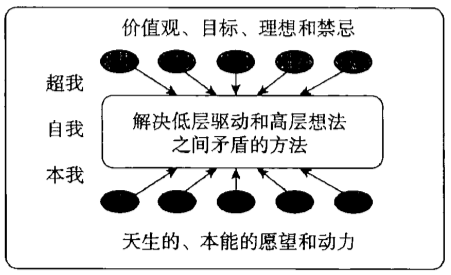 价值观、目标、理想和禁忌
超我
自我
本我
解决低层驱动和高层想法
之间矛盾的方法
天生的、本能的愿望和动力